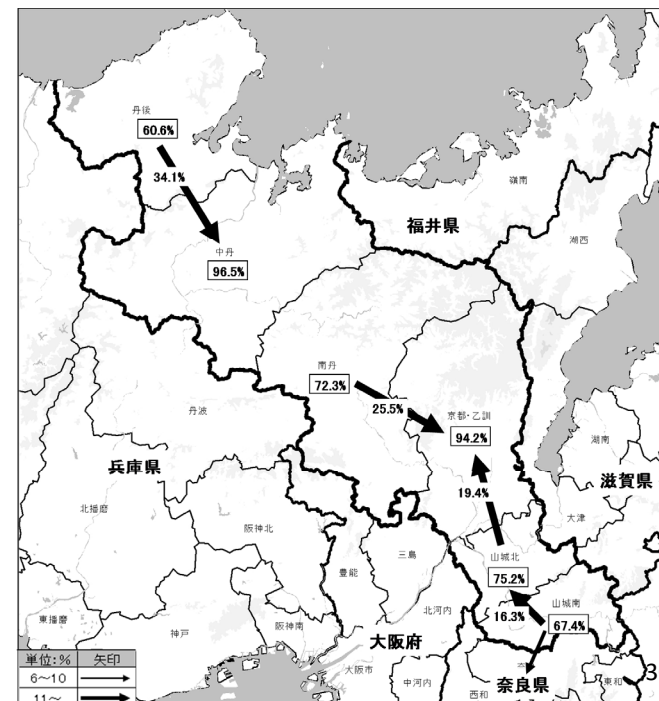 丹後
60.6%
34.1%
嶺南
福井県
湖西
中丹
96.5%
南丹
72.3%
25.5%
京都・乙訓
94.2%
丹波
湖南
兵庫県
滋賀県
19.4%
北播磨
大津
阪神北
三島
山城北
豊能
75.2%
山城南
北河内
16.3%
67.4%
東播磨
神戸
阪神南
大阪府
単位:%
矢印
大阪市
中河内
西和
奈良県
東和
3
6～10
11～